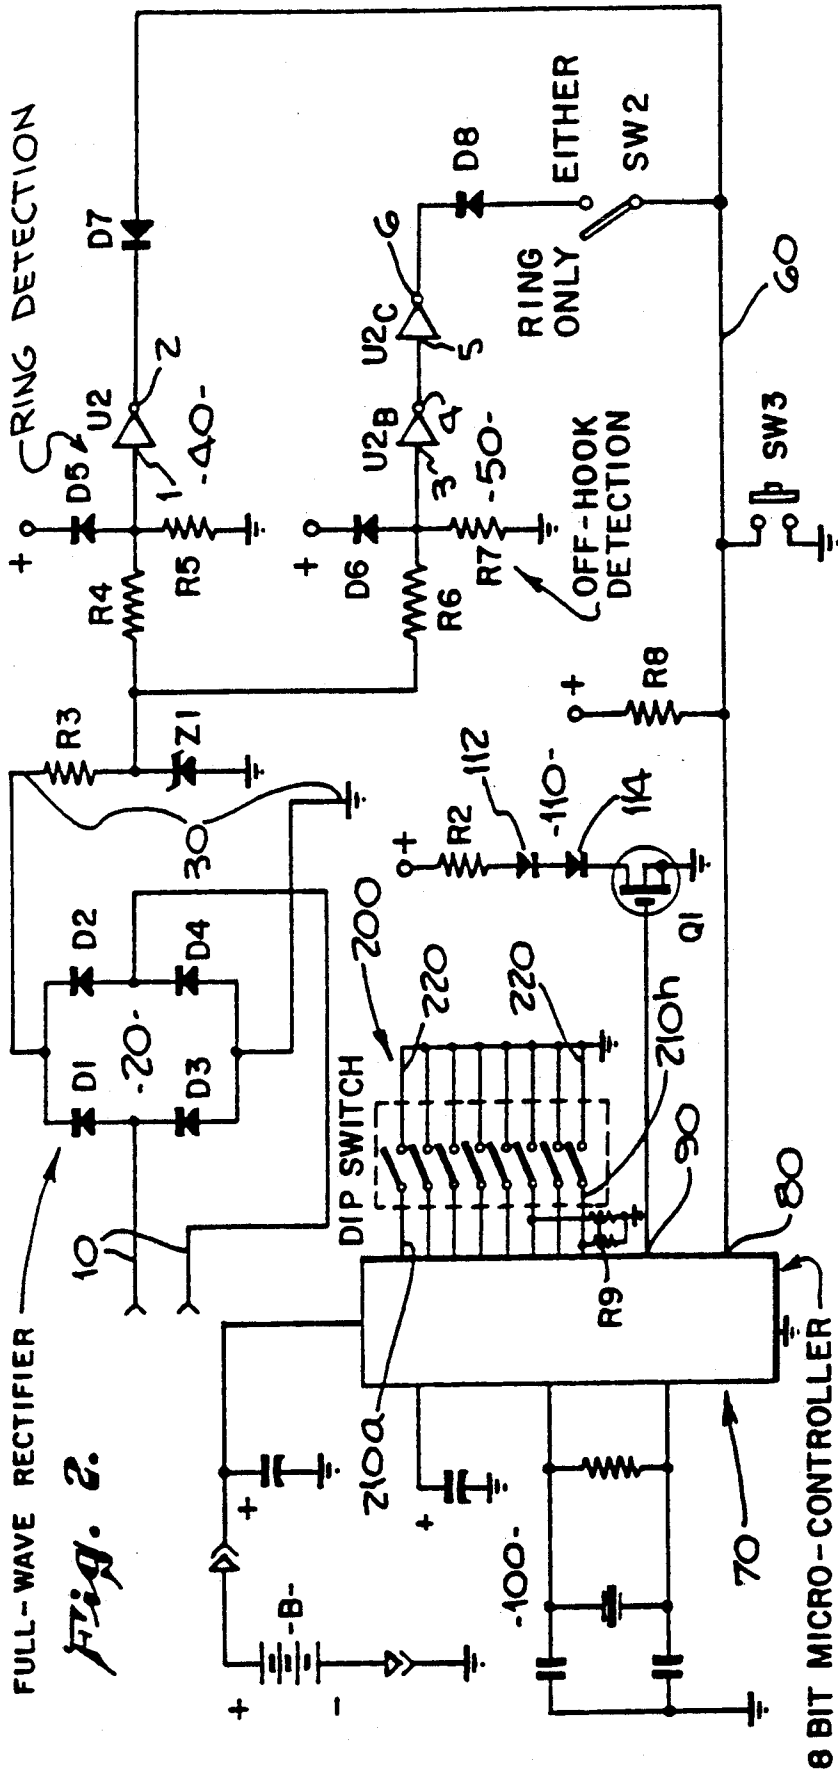 FULL-WAVE RECTIFIER
Fig. 2.
RING DETECTION
10
D1
D2
-20-
D3
D4
30
R3
Z1
R4
+
D5
R5
1
U2
2
-40-
D7
+
D6
R6
R7
3
U2B
4
-50-
U2C
5
6
D8
OFF-HOOK
DETECTION
RING
ONLY
EITHER
SW2
+
-B-
-
+
+
210a
DIP SWITCH
200
220
220
210h
R9
+
R2
112
-110-
114
Q1
90
+
R8
SW3
60
-100-
70
80
8 BIT MICRO-CONTROLLER